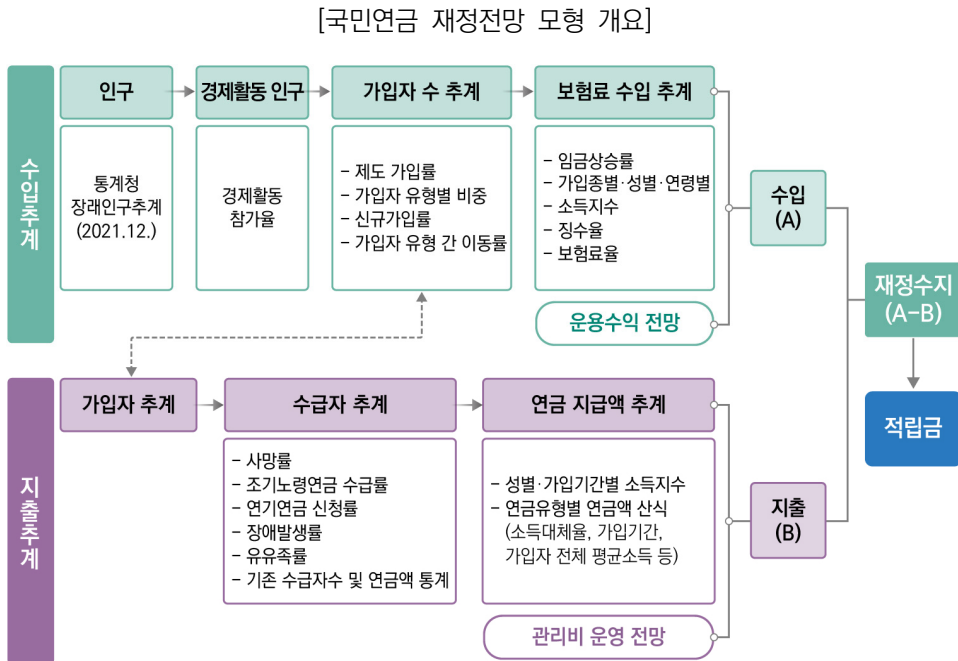 [국민연금 재정전망 모형 개요]
수입추계
인구
경제활동 인구
가입자 수 추계
보험료 수입 추계
통계청
장래인구추계
(2021.12.)
경제활동
참가율
– 제도 가입률
– 가입자 유형별 비중
– 신규가입률
– 가입자 유형 간 이동률
– 임금상승률
– 가입종별·성별·연령별
– 소득지수
– 징수율
– 보험료율
운용수익 전망
수입
(A)
재정수지
(A–B)
적립금
지출추계
가입자 추계
수급자 추계
연금 지급액 추계
– 사망률
– 조기노령연금 수급률
– 연기연금 신청률
– 장애발생률
– 유유족률
– 기존 수급자수 및 연금액 통계
– 성별·가입기간별 소득지수
– 연금유형별 연금액 산식
(소득대체율, 가입기간,
가입자 전체 평균소득 등)
관리비 운영 전망
지출
(B)